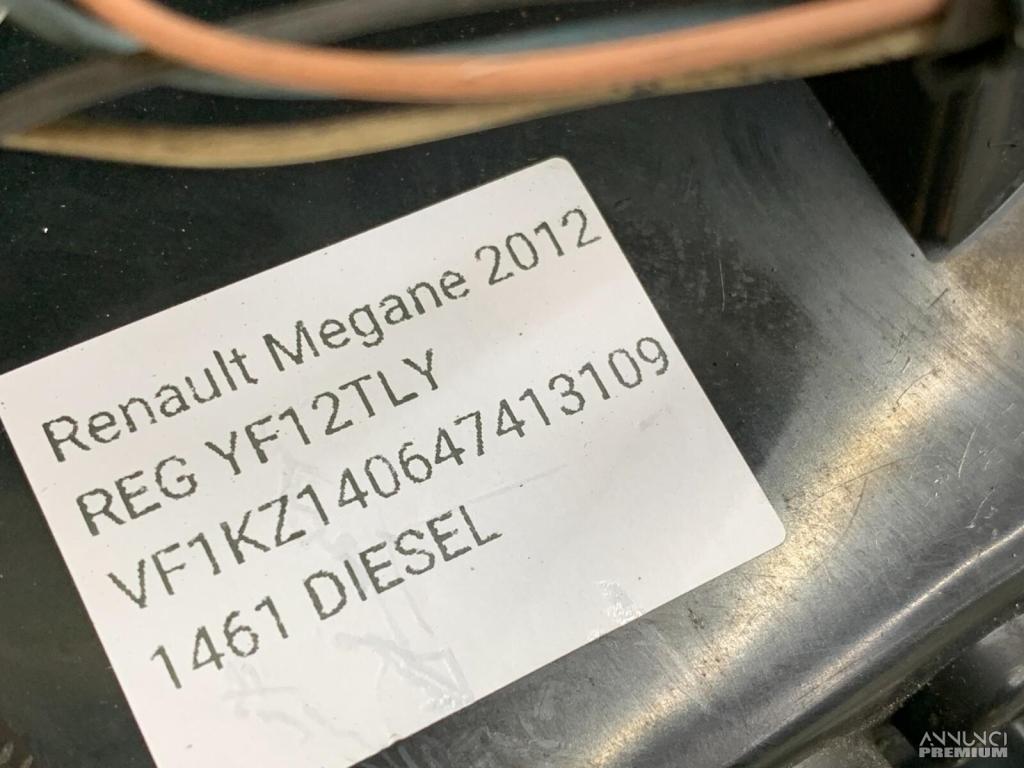 Renault Megane 2012
REG YF12TLY
VF1KZ140647413109
1461 DIESEL
ANNUNCI
PREMIUM